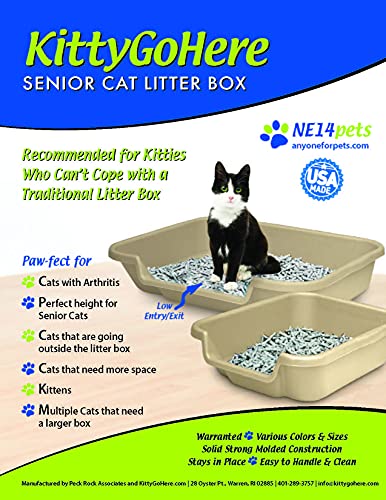 KittyGoHere
SENIOR CAT LITTER BOX
NE14pets
anyoneforpets.com
Recommended for Kitties
Who Can't Cope with a
Traditional Litter Box
USA
MADE
Paw-fect for
Cats with Arthritis
Perfect height for
Senior Cats
Cats that are going
outside the litter box
Cats that need more space
Kittens
Multiple Cats that need
a larger box
Low
Entry/Exit
Warranted Various Colors & Sizes
Solid Strong Molded Construction
Stays in Place Easy to Handle & Clean
Manufactured by Peck Rock Associates and KittyGoHere.com | 28 Oyster Pt., Warren, RI 02885 | 401-289-3757 | info@kittygohere.com